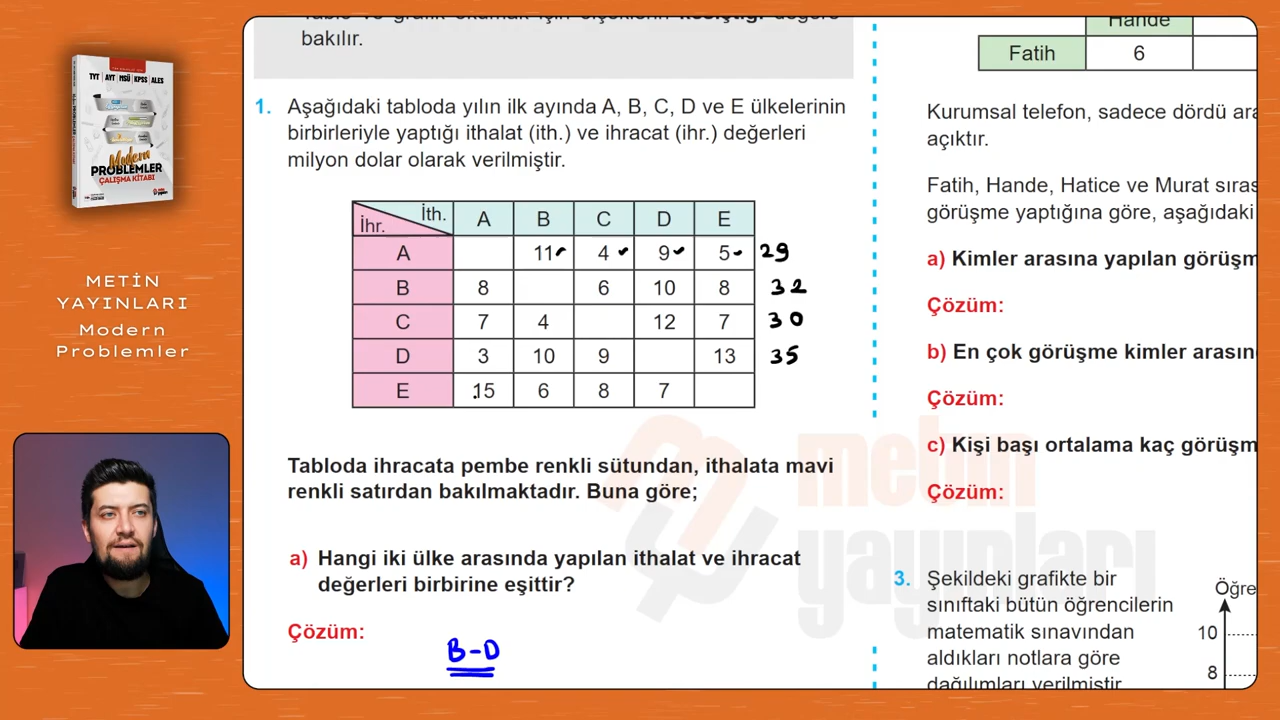 TYT AYT MSÜ KPSS ALES
Modern
PROBLEMLER
ÇALIŞMA KİTABI
METİN
YAYINLARI
Modern
Problemler
bakılır.
1. Aşağıdaki tabloda yılın ilk ayında A, B, C, D ve E ülkelerinin
birbirleriyle yaptığı ithalat (ith.) ve ihracat (ihr.) değerleri
milyon dolar olarak verilmiştir.
İhr. İth. A B C D E
A 11 4 9 5 29
B 8 6 10 8 32
C 7 4 12 7 30
D 3 10 9 13 35
E 15 6 8 7
Tabloda ihracata pembe renkli sütundan, ithalata mavi
renkli satırdan bakılmaktadır. Buna göre;
a) Hangi iki ülke arasında yapılan ithalat ve ihracat
değerleri birbirine eşittir?
Çözüm:
B-D
metin
yayınları
Hande
Fatih 6
Kurumsal telefon, sadece dördü ara
açıktır.
Fatih, Hande, Hatice ve Murat sıras
görüşme yaptığına göre, aşağıdaki
a) Kimler arasına yapılan görüşm
Çözüm:
b) En çok görüşme kimler arasın
Çözüm:
c) Kişi başı ortalama kaç görüşm
Çözüm:
3. Şekildeki grafikte bir
sınıftaki bütün öğrencilerin
matematik sınavından
aldıkları notlara göre
dağılımları verilmiştir
Öğre
10
8